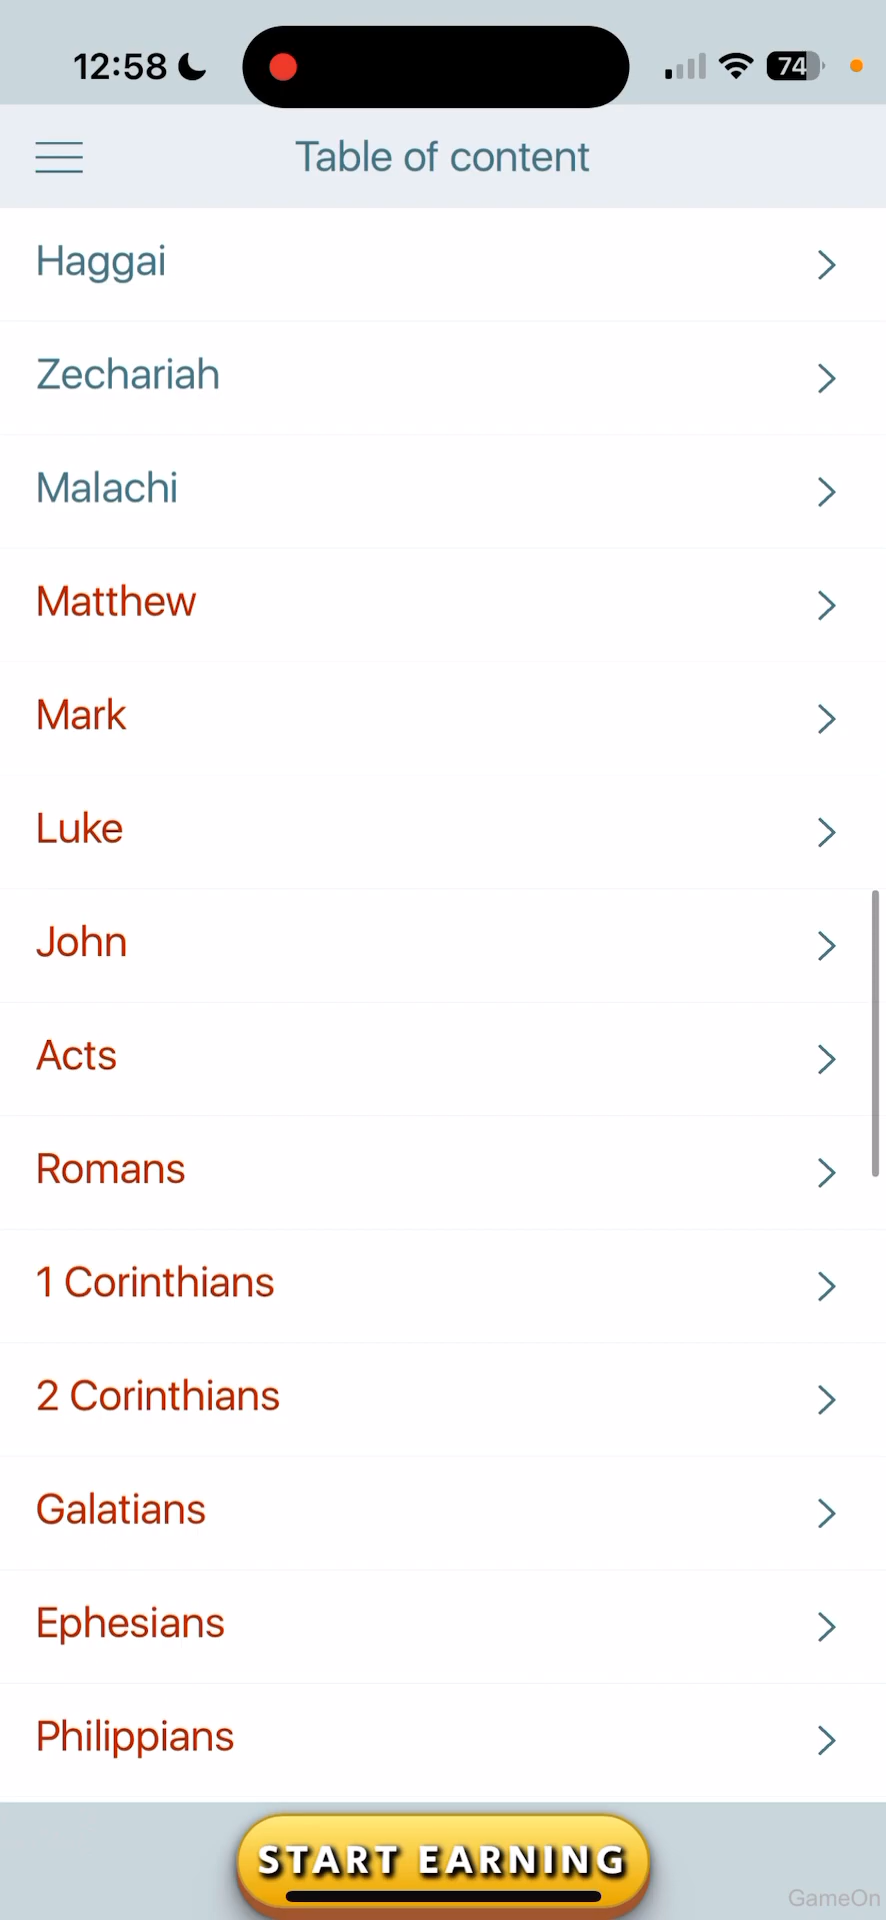 12:58
74
Table of content
Haggai
Zechariah
Malachi
Matthew
Mark
Luke
John
Acts
Romans
1 Corinthians
2 Corinthians
Galatians
Ephesians
Philippians
START EARNING
GameOn